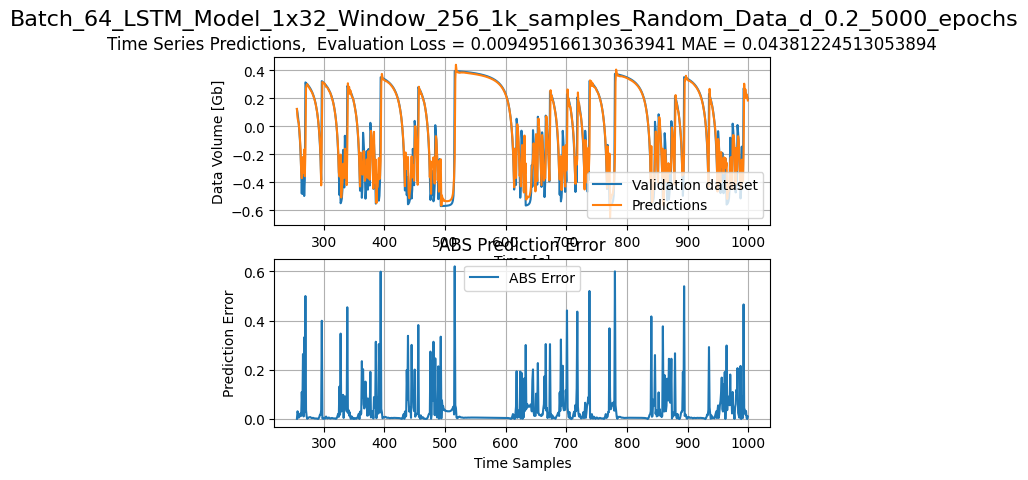 Batch_64_LSTM_Model_1x32_Window_256_1k_samples_Random_Data_d_0.2_5000_epochs
Time Series Predictions,  Evaluation Loss = 0.009495166130363941 MAE = 0.04381224513053894
Data Volume [Gb]
0.4
0.2
0.0
−0.2
−0.4
−0.6
Validation dataset
Predictions
300 400 500 600 700 800 900 1000
Time [s]
ABS Prediction Error
Prediction Error
0.6
0.4
0.2
0.0
ABS Error
300 400 500 600 700 800 900 1000
Time Samples